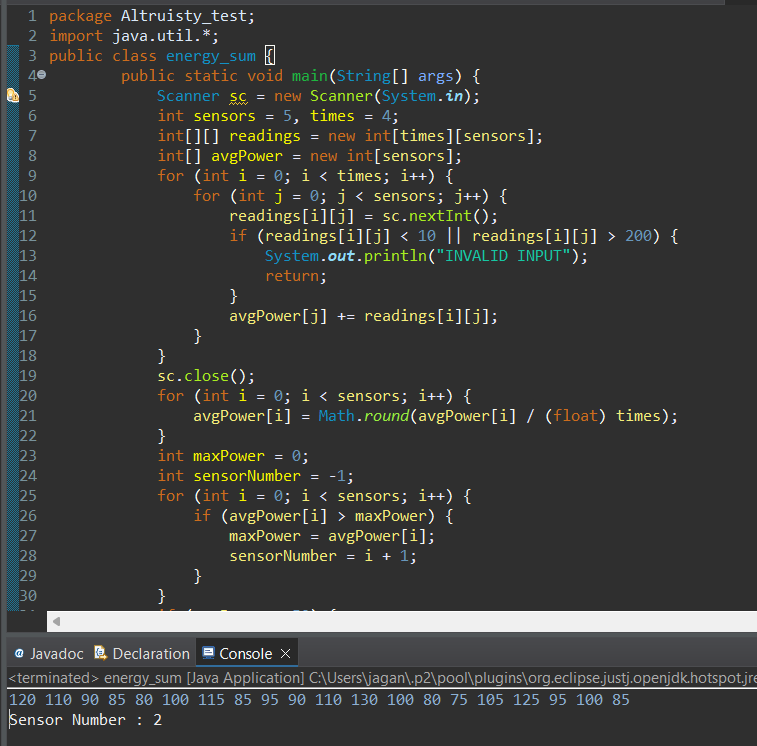 1 package Altruisty_test;
2 import java.util.*;
3 public class energy_sum {
4 public static void main(String[] args) {
5 Scanner sc = new Scanner(System.in);
6 int sensors = 5, times = 4;
7 int[][] readings = new int[times][sensors];
8 int[] avgPower = new int[sensors];
9 for (int i = 0; i < times; i++) {
10 for (int j = 0; j < sensors; j++) {
11 readings[i][j] = sc.nextInt();
12 if (readings[i][j] < 10 || readings[i][j] > 200) {
13 System.out.println("INVALID INPUT");
14 return;
15 }
16 avgPower[j] += readings[i][j];
17 }
18 }
19 sc.close();
20 for (int i = 0; i < sensors; i++) {
21 avgPower[i] = Math.round(avgPower[i] / (float) times);
22 }
23 int maxPower = 0;
24 int sensorNumber = -1;
25 for (int i = 0; i < sensors; i++) {
26 if (avgPower[i] > maxPower) {
27 maxPower = avgPower[i];
28 sensorNumber = i + 1;
29 }
30 }
@ Javadoc Declaration Console
<terminated> energy_sum [Java Application] C:\Users\jagan\.p2\pool\plugins\org.eclipse.justj.openjdk.hotspot.jre
120 110 90 85 80 100 115 85 95 90 110 130 100 80 75 105 125 95 100 85
Sensor Number : 2